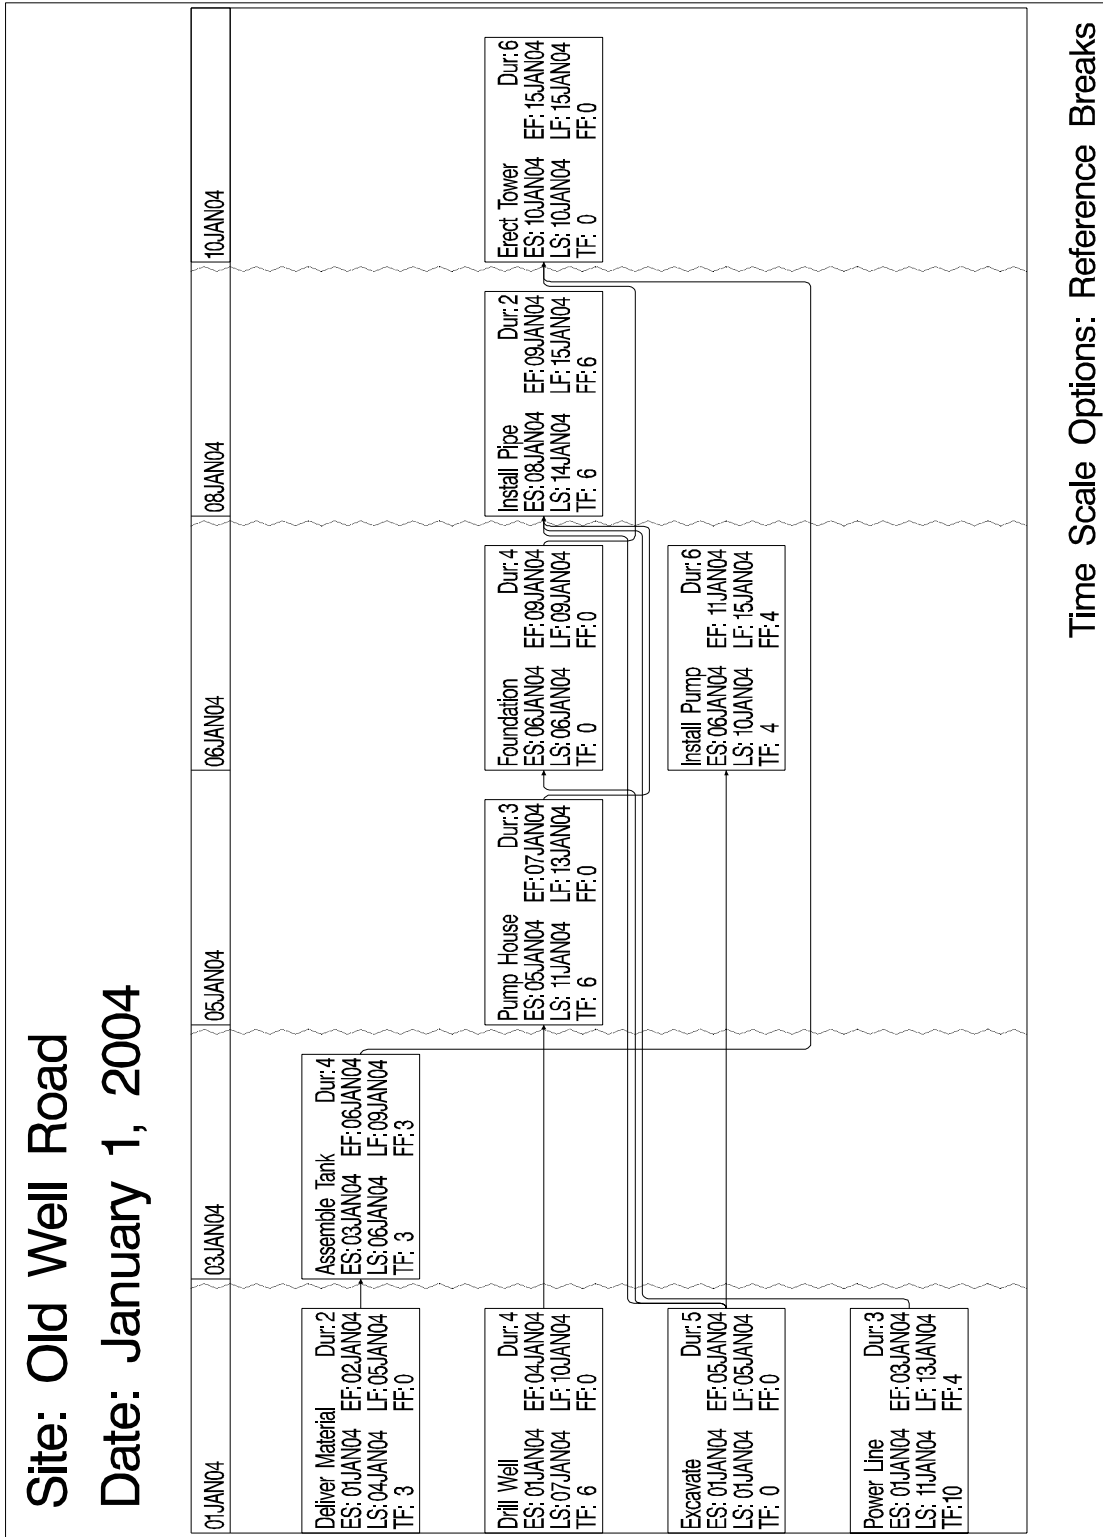 Site: Old Well Road
Date: January 1, 2004
01JAN04 03JAN04 05JAN04 06JAN04 08JAN04 10JAN04
Deliver Material Dur:2
ES: 01JAN04 EF:02JAN04
LS:04JAN04 LF:05JAN04
TF: 3 FF:0
Assemble Tank Dur:4
ES:03JAN04 EF:06JAN04
LS:06JAN04 LF:09JAN04
TF: 3 FF:3
Drill Well Dur:4
ES: 01JAN04 EF:04JAN04
LS:07JAN04 LF:10JAN04
TF: 6 FF:0
Pump House Dur:3
ES:05JAN04 EF:07JAN04
LS: 11JAN04 LF:13JAN04
TF: 6 FF:0
Foundation Dur:4
ES:06JAN04 EF:09JAN04
LS:06JAN04 LF:09JAN04
TF: 0 FF:0
Install Pipe Dur:2
ES:08JAN04 EF:09JAN04
LS: 14JAN04 LF:15JAN04
TF: 6 FF:6
Erect Tower Dur:6
ES: 10JAN04 EF:15JAN04
LS: 10JAN04 LF:15JAN04
TF: 0 FF:0
Excavate Dur:5
ES: 01JAN04 EF:05JAN04
LS: 01JAN04 LF:05JAN04
TF: 0 FF:0
Install Pump Dur:6
ES:06JAN04 EF: 11JAN04
LS: 10JAN04 LF:15JAN04
TF: 4 FF:4
Power Line Dur:3
ES: 01JAN04 EF:03JAN04
LS: 11JAN04 LF: 13JAN04
TF:10 FF:4
Time Scale Options: Reference Breaks